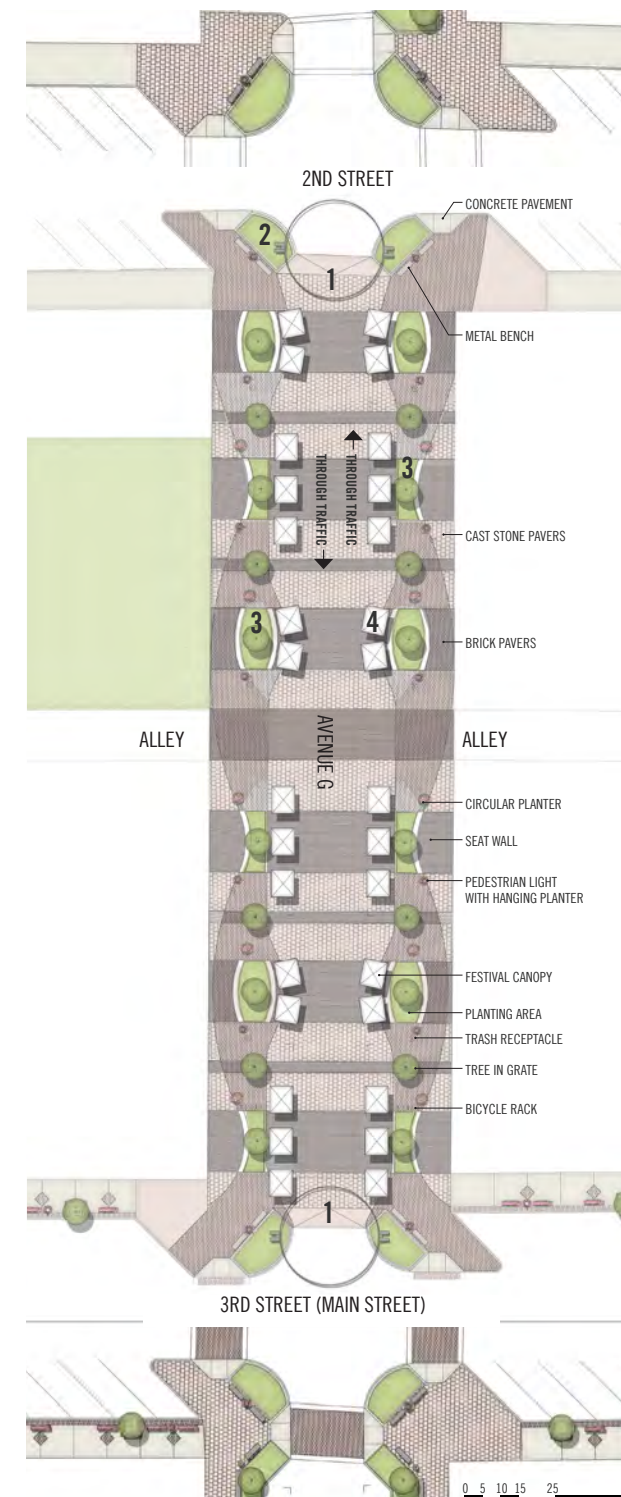 2ND STREET
CONCRETE PAVEMENT
2
1
METAL BENCH
THROUGH TRAFFIC
THROUGH TRAFFIC
3
CAST STONE PAVERS
3
4
BRICK PAVERS
ALLEY
AVENUE G
ALLEY
CIRCULAR PLANTER
SEAT WALL
PEDESTRIAN LIGHT
WITH HANGING PLANTER
FESTIVAL CANOPY
PLANTING AREA
TRASH RECEPTACLE
TREE IN GRATE
BICYCLE RACK
1
3RD STREET (MAIN STREET)
0 5 10 15 25